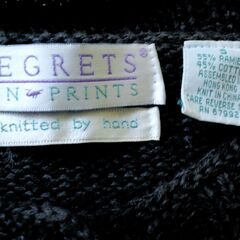 EGRETS®
N PRINTS
knitted by hand
S
55% RAMIE
45% COTT
ASSEMBLED
HONG KONG
KNIT IN CHINA
CARE REVERSE
RN 67992